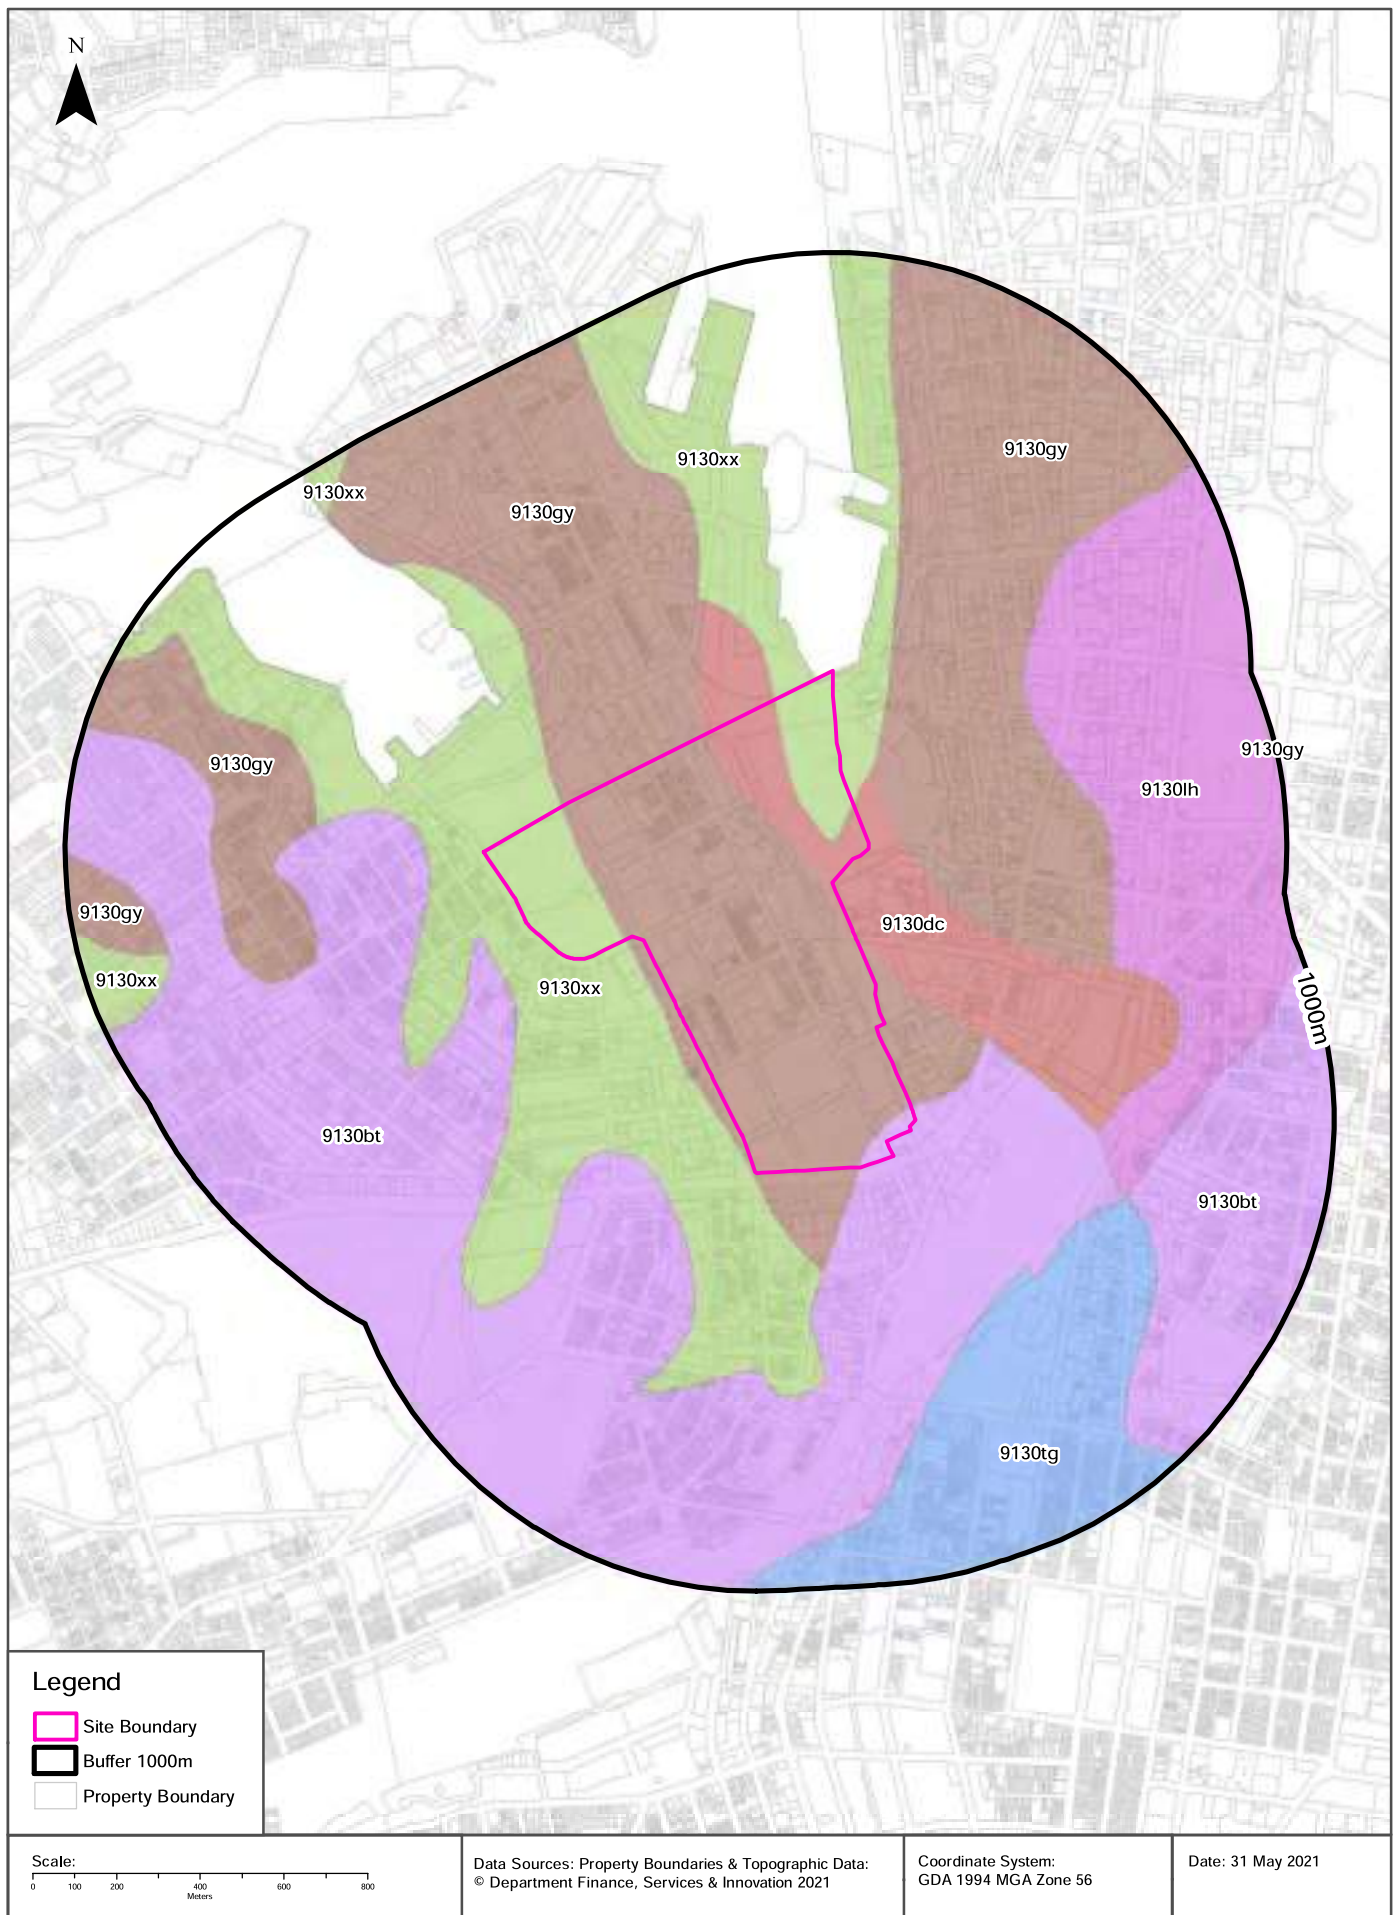 N
9130gy
9130xx
9130xx
9130gy
9130gy
9130gy
9130lh
9130gy
9130dc
9130xx
9130xx
1000m
9130bt
9130bt
9130tg
Legend
Site Boundary
Buffer 1000m
Property Boundary
Scale:
0 100 200 400 600 800
Meters
Data Sources: Property Boundaries & Topographic Data:
© Department Finance, Services & Innovation 2021
Coordinate System:
GDA 1994 MGA Zone 56
Date: 31 May 2021